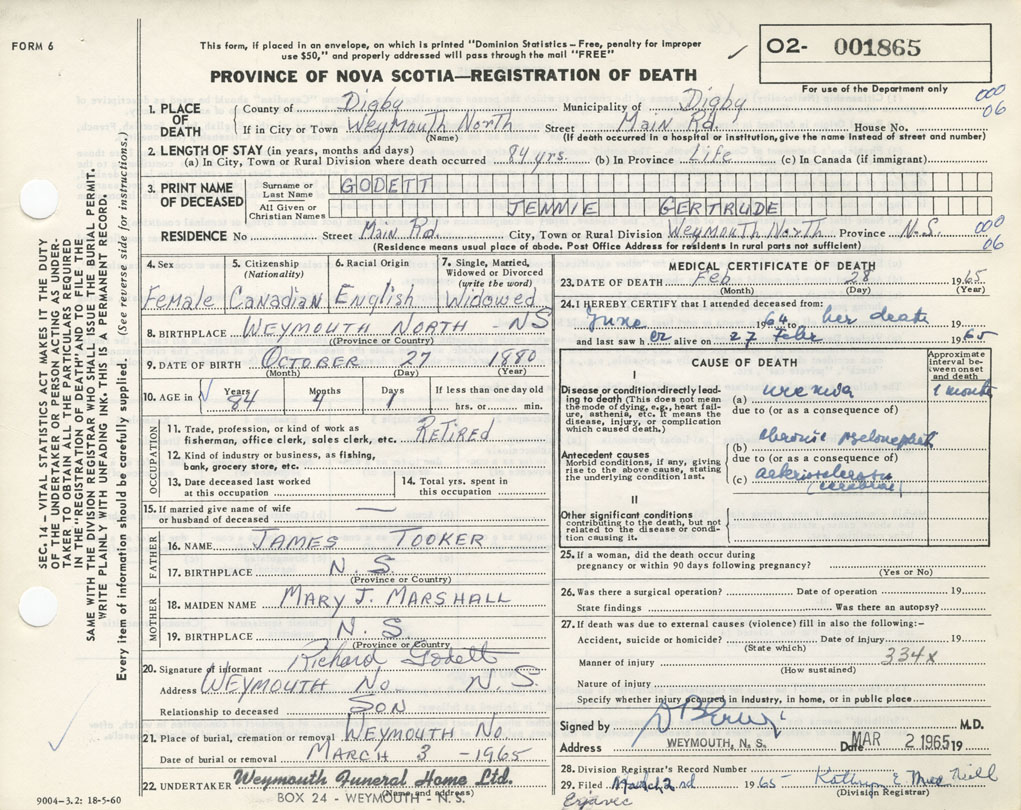 FORM 6
This form, if placed in an envelope, on which is printed "Dominion Statistics – Free, penalty for improper
use $50," and properly addressed will pass through the mail "FREE"
PROVINCE OF NOVA SCOTIA—REGISTRATION OF DEATH
02- 001865
For use of the Department only
000
06
1. PLACE OF DEATH
County of Digby Municipality of Digby
If in City or Town Weymouth North Street Main Rd. House No.
(If death occurred in a hospital or institution, give the name instead of street and number)
2. LENGTH OF STAY (in years, months and days)
(a) In City, Town or Rural Division where death occurred 84 yrs. (b) In Province Life (c) In Canada (if immigrant)
3. PRINT NAME OF DECEASED
Surname or Last Name GODETT
All Given or Christian Names JENNIE GERTRUDE
RESIDENCE No Street Main Rd. City, Town or Rural Division Weymouth North Province N.S.
000
06
(Residence means usual place of abode. Post Office Address for residents in rural parts not sufficient)
4. Sex Female
5. Citizenship (Nationality) Canadian
6. Racial Origin English
7. Single, Married, Widowed or Divorced (write the word) Widowed
8. BIRTHPLACE WEYMOUTH NORTH - NS
(Province or Country)
9. DATE OF BIRTH OCTOBER 27 1880
(Month) (Day) (Year)
10. AGE in Years 84 Months 4 Days 1 If less than one day old
hrs. or min.
OCCUPATION
11. Trade, profession, or kind of work as
fisherman, office clerk, sales clerk, etc. RETIRED
12. Kind of industry or business, as fishing,
bank, grocery store, etc.
13. Date deceased last worked
at this occupation
14. Total yrs. spent in
this occupation
15. If married give name of wife
or husband of deceased —
FATHER
16. NAME JAMES TOOKER
17. BIRTHPLACE N.S.
(Province or Country)
MOTHER
18. MAIDEN NAME MARY J. MARSHALL
19. BIRTHPLACE N.S.
(Province or Country)
20. Signature of informant Richard Godett
Address WEYMOUTH NO. N.S.
Relationship to deceased SON
21. Place of burial, cremation or removal WEYMOUTH NO.
Date of burial or removal MARCH 3 - 1965
22. UNDERTAKER Weymouth Funeral Home Ltd.
(Name and address)
BOX 24 - WEYMOUTH - N.S.
9004-3.2: 18-5-60
MEDICAL CERTIFICATE OF DEATH
23. DATE OF DEATH Feb 28 1965
(Month) (Day) (Year)
24. I HEREBY CERTIFY that I attended deceased from:
June 1964 to her death 19
and last saw her alive on 27 Febr 1965
CAUSE OF DEATH
Approximate interval between onset and death
I
Disease or condition directly leading to death (This does not mean
the mode of dying, e.g., heart failure, asthenia, etc. It means the
disease, injury, or complication which caused death.)
(a) uremia 1 month
due to (or as a consequence of)
Antecedent causes
Morbid conditions, if any, giving rise to the above cause, stating
the underlying condition last.
(b) chronic
due to (or as a consequence of)
(c)
II
Other significant conditions
contributing to the death, but not related to the disease or condition causing it.
25. If a woman, did the death occur during
pregnancy or within 90 days following pregnancy?
(Yes or No)
26. Was there a surgical operation? Date of operation 19
State findings Was there an autopsy?
27. If death was due to external causes (violence) fill in also the following:–
Accident, suicide or homicide? Date of injury 19
(State which)
Manner of injury 334x
(How sustained)
Nature of injury
Specify whether injury occurred in Industry, in home, or in public place
Signed by M.D.
Address WEYMOUTH, N. S. Date MAR 2 1965 19
28. Division Registrar's Record Number
29. Filed March 2nd 1965
(Division Registrar)
SEC. 14 – VITAL STATISTICS ACT MAKES IT THE DUTY
OF THE UNDERTAKER OR PERSON ACTING AS UNDERTAKER TO OBTAIN ALL THE PARTICULARS REQUIRED
IN THE "REGISTRATION OF DEATH" AND TO FILE THE
SAME WITH THE DIVISION REGISTRAR WHO SHALL ISSUE THE BURIAL PERMIT.
WRITE PLAINLY WITH UNFADING INK. THIS IS A PERMANENT RECORD.
Every item of information should be carefully supplied. (See reverse side for instructions.)